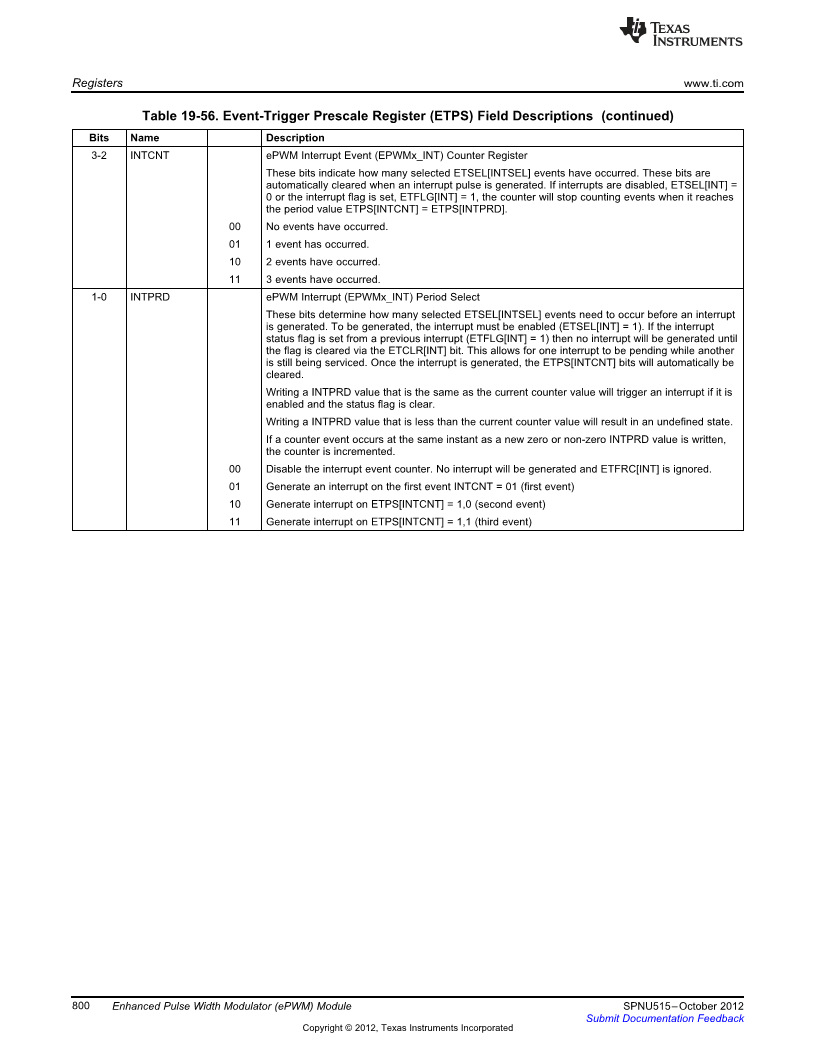 TEXAS
INSTRUMENTS
Registers
www.ti.com
Table 19-56. Event-Trigger Prescale Register (ETPS) Field Descriptions (continued)
Bits Name Description
3-2 INTCNT ePWM Interrupt Event (EPWMx_INT) Counter Register
These bits indicate how many selected ETSEL[INTSEL] events have occurred. These bits are
automatically cleared when an interrupt pulse is generated. If interrupts are disabled, ETSEL[INT] =
0 or the interrupt flag is set, ETFLG[INT] = 1, the counter will stop counting events when it reaches
the period value ETPS[INTCNT] = ETPS[INTPRD].
00 No events have occurred.
01 1 event has occurred.
10 2 events have occurred.
11 3 events have occurred.
1-0 INTPRD ePWM Interrupt (EPWMx_INT) Period Select
These bits determine how many selected ETSEL[INTSEL] events need to occur before an interrupt
is generated. To be generated, the interrupt must be enabled (ETSEL[INT] = 1). If the interrupt
status flag is set from a previous interrupt (ETFLG[INT] = 1) then no interrupt will be generated until
the flag is cleared via the ETCLR[INT] bit. This allows for one interrupt to be pending while another
is still being serviced. Once the interrupt is generated, the ETPS[INTCNT] bits will automatically be
cleared.
Writing a INTPRD value that is the same as the current counter value will trigger an interrupt if it is
enabled and the status flag is clear.
Writing a INTPRD value that is less than the current counter value will result in an undefined state.
If a counter event occurs at the same instant as a new zero or non-zero INTPRD value is written,
the counter is incremented.
00 Disable the interrupt event counter. No interrupt will be generated and ETFRC[INT] is ignored.
01 Generate an interrupt on the first event INTCNT = 01 (first event)
10 Generate interrupt on ETPS[INTCNT] = 1,0 (second event)
11 Generate interrupt on ETPS[INTCNT] = 1,1 (third event)
800 Enhanced Pulse Width Modulator (ePWM) Module
SPNU515–October 2012
Submit Documentation Feedback
Copyright © 2012, Texas Instruments Incorporated